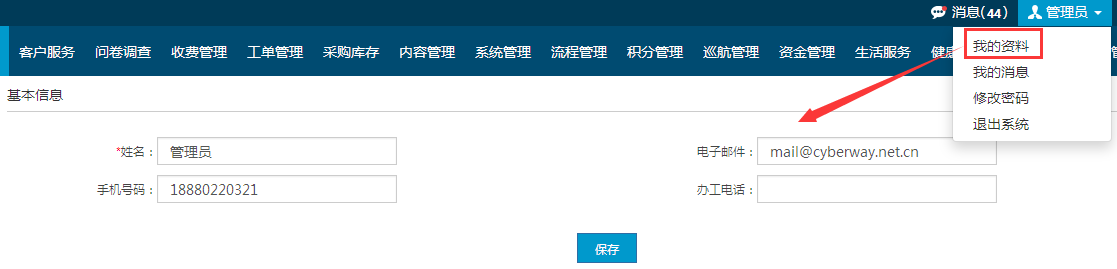 消息(44) 管理员
客户服务 问卷调查 收费管理 工单管理 采购库存 内容管理 系统管理 流程管理 积分管理 巡航管理 资金管理 生活服务 健康
我的资料
我的消息
修改密码
退出系统
基本信息
*姓名： 管理员 电子邮件： mail@cyberway.net.cn
手机号码： 18880220321 办工电话：
保存